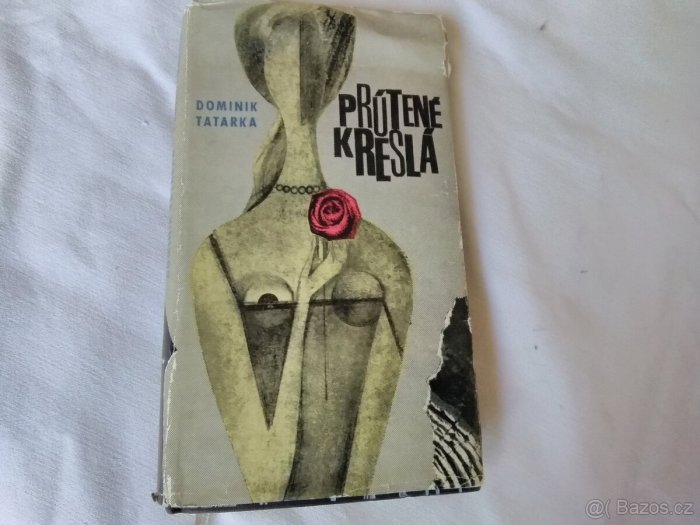 DOMINIK
TATARKA
PRÚTENÉ
KRESLÁ
© Bazos.cz